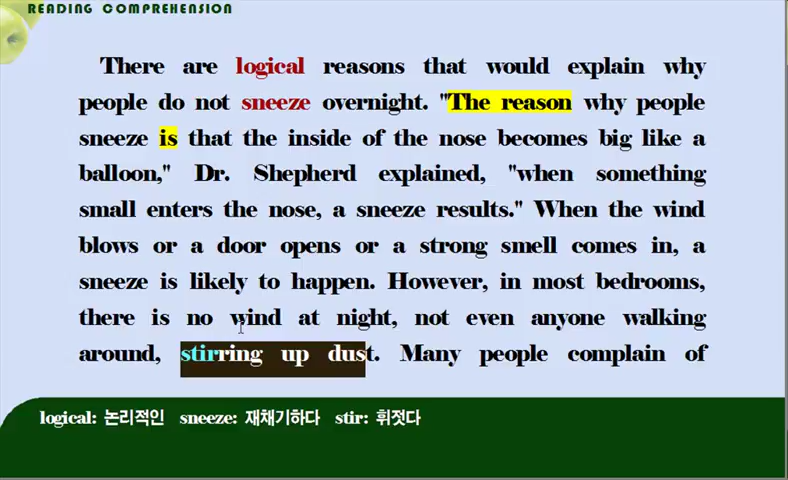 READING COMPREHENSION
There are logical reasons that would explain why
people do not sneeze overnight. "The reason why people
sneeze is that the inside of the nose becomes big like a
balloon," Dr. Shepherd explained, "when something
small enters the nose, a sneeze results." When the wind
blows or a door opens or a strong smell comes in, a
sneeze is likely to happen. However, in most bedrooms,
there is no wind at night, not even anyone walking
around, stirring up dust. Many people complain of
logical: 논리적인 sneeze: 재채기하다 stir: 휘젓다